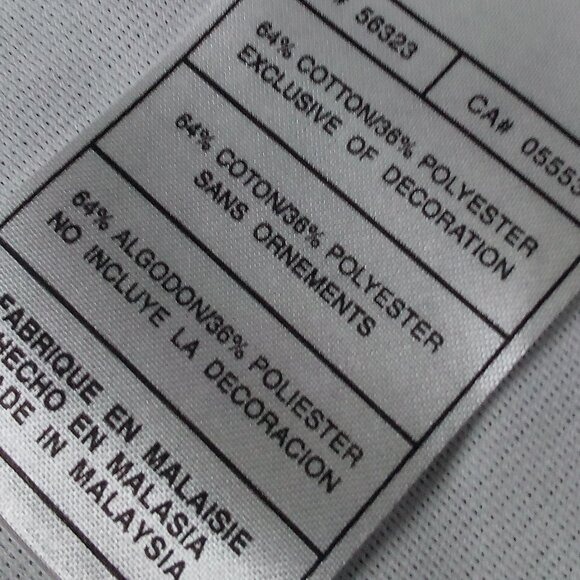 # 56323
CA# 0555
64% COTTON/36% POLYESTER
EXCLUSIVE OF DECORATION
64% COTON/36% POLYESTER
SANS ORNEMENTS
64% ALGODON/36% POLIESTER
NO INCLUYE LA DECORACION
FABRIQUE EN MALAISIE
HECHO EN MALASIA
ADE IN MALAYSIA